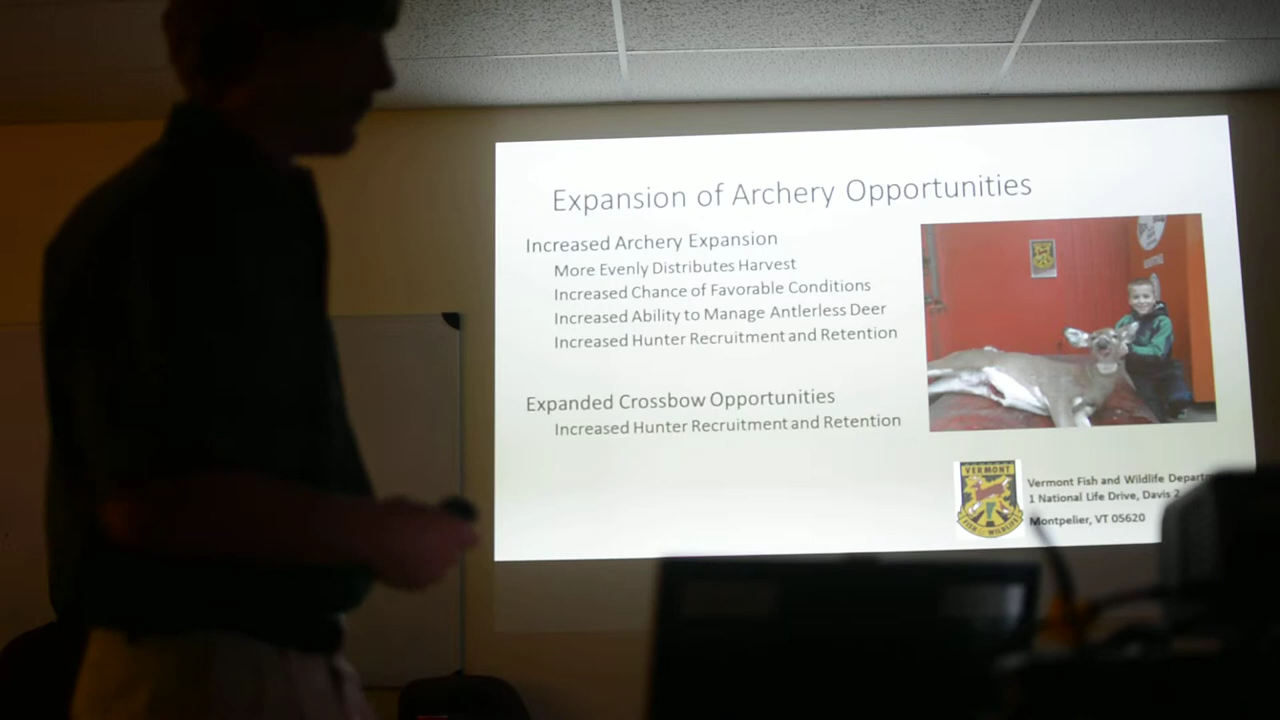 Expansion of Archery Opportunities
Increased Archery Expansion
More Evenly Distributes Harvest
Increased Chance of Favorable Conditions
Increased Ability to Manage Antlerless Deer
Increased Hunter Recruitment and Retention
Expanded Crossbow Opportunities
Increased Hunter Recruitment and Retention
VERMONT
FISH & WILDLIFE
Vermont Fish and Wildlife
1 National Life Drive, Davis 2
Montpelier, VT 05620